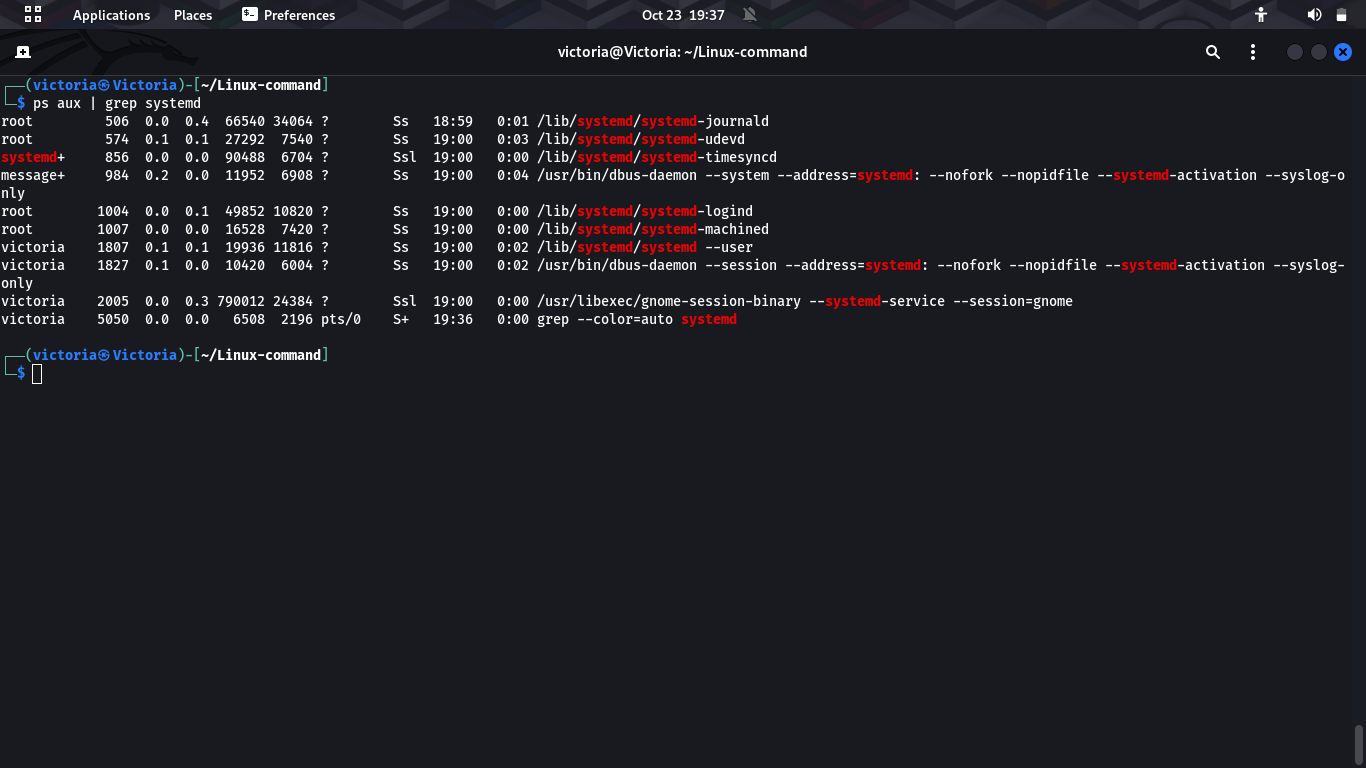 Applications Places Preferences Oct 23 19:37
victoria@Victoria: ~/Linux-command
┌──(victoria㉿Victoria)-[~/Linux-command]
└─$ ps aux | grep systemd
root         506  0.0  0.4  66540 34064 ?        Ss   18:59   0:01 /lib/systemd/systemd-journald
root         574  0.1  0.1  27292  7540 ?        Ss   19:00   0:03 /lib/systemd/systemd-udevd
systemd+     856  0.0  0.0  90488  6704 ?        Ssl  19:00   0:00 /lib/systemd/systemd-timesyncd
message+     984  0.2  0.0  11952  6908 ?        Ss   19:00   0:04 /usr/bin/dbus-daemon --system --address=systemd: --nofork --nopidfile --systemd-activation --syslog-o
nly
root        1004  0.0  0.1  49852 10820 ?        Ss   19:00   0:00 /lib/systemd/systemd-logind
root        1007  0.0  0.0  16528  7420 ?        Ss   19:00   0:00 /lib/systemd/systemd-machined
victoria    1807  0.1  0.1  19936 11816 ?        Ss   19:00   0:02 /lib/systemd/systemd --user
victoria    1827  0.1  0.0  10420  6004 ?        Ss   19:00   0:02 /usr/bin/dbus-daemon --session --address=systemd: --nofork --nopidfile --systemd-activation --syslog-
only
victoria    2005  0.0  0.3 790012 24384 ?        Ssl  19:00   0:00 /usr/libexec/gnome-session-binary --systemd-service --session=gnome
victoria    5050  0.0  0.0   6508  2196 pts/0    S+   19:36   0:00 grep --color=auto systemd
┌──(victoria㉿Victoria)-[~/Linux-command]
└─$